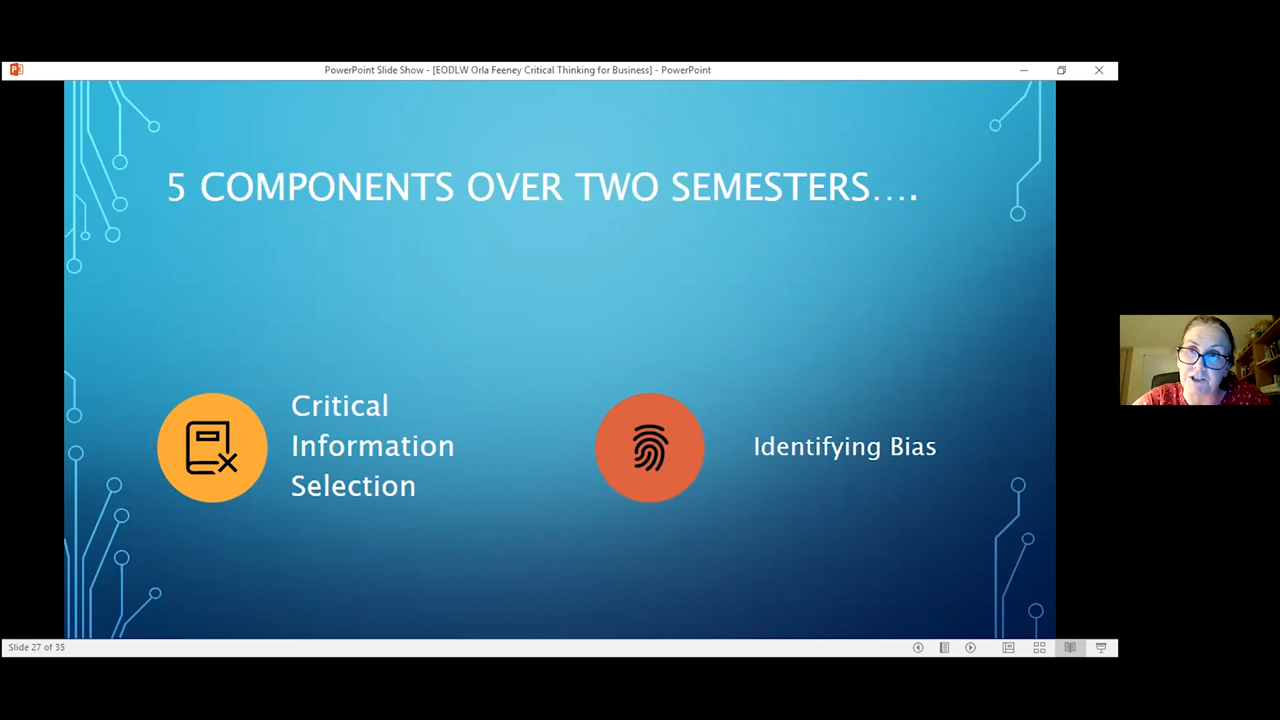 PowerPoint Slide Show - [EODLW Orla Feeney Critical Thinking for Business] - PowerPoint
5 COMPONENTS OVER TWO SEMESTERS….
Critical
Information
Selection
Identifying Bias
Slide 27 of 35